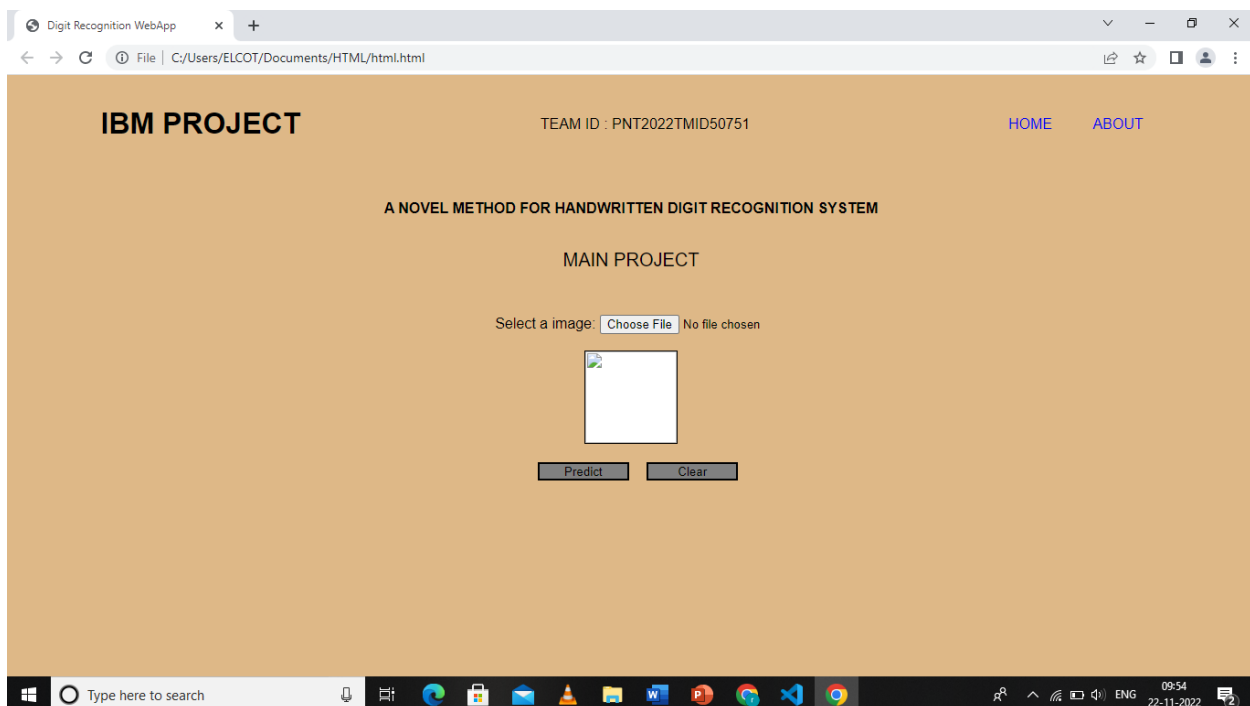 Digit Recognition WebApp
File | C:/Users/ELCOT/Documents/HTML/html.html
IBM PROJECT
TEAM ID : PNT2022TMID50751
HOME ABOUT
A NOVEL METHOD FOR HANDWRITTEN DIGIT RECOGNITION SYSTEM
MAIN PROJECT
Select a image: Choose File No file chosen
Predict Clear
Type here to search
ENG
09:54
22-11-2022
2